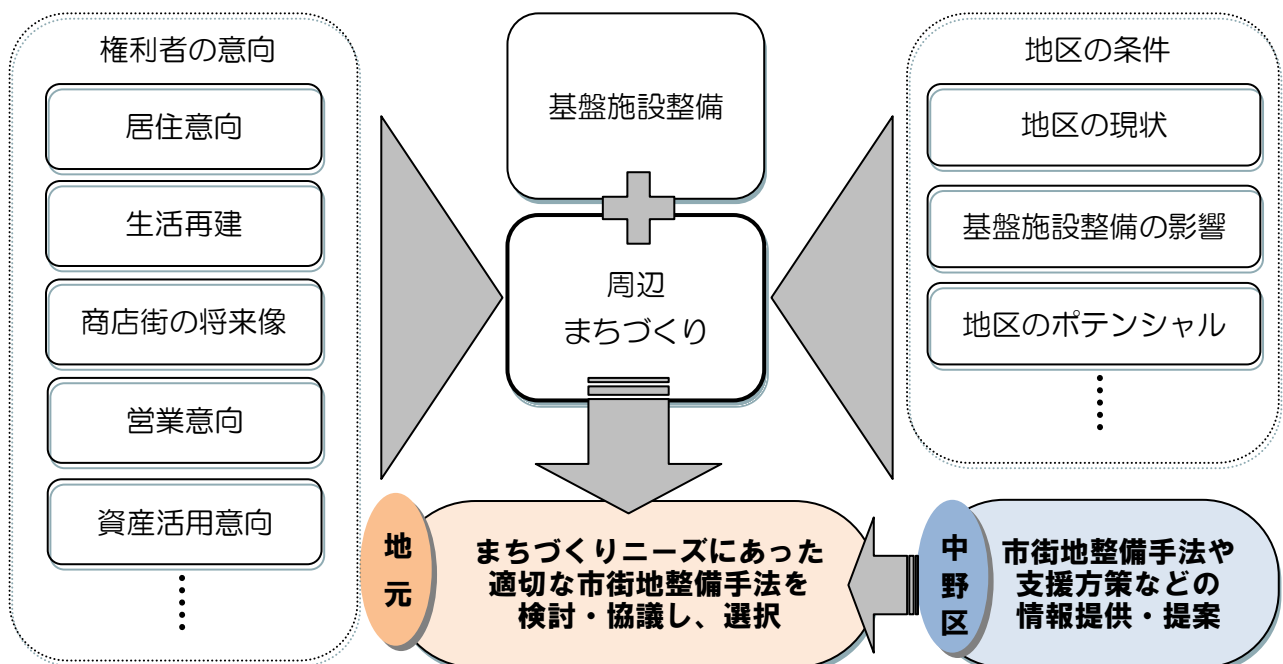 権利者の意向
居住意向
生活再建
商店街の将来像
営業意向
資産活用意向
基盤施設整備
周辺
まちづくり
地区の条件
地区の現状
基盤施設整備の影響
地区のポテンシャル
地元
まちづくりニーズにあった
適切な市街地整備手法を
検討・協議し、選択
中野区
市街地整備手法や
支援方策などの
情報提供・提案